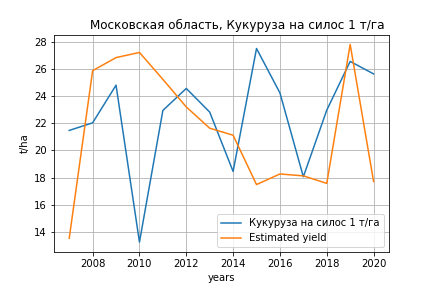 Московская область, Кукуруза на силос 1 т/га
28
26
24
22
20
18
16
14
t/ha
Кукуруза на силос 1 т/га
Estimated yield
2008 2010 2012 2014 2016 2018 2020
years